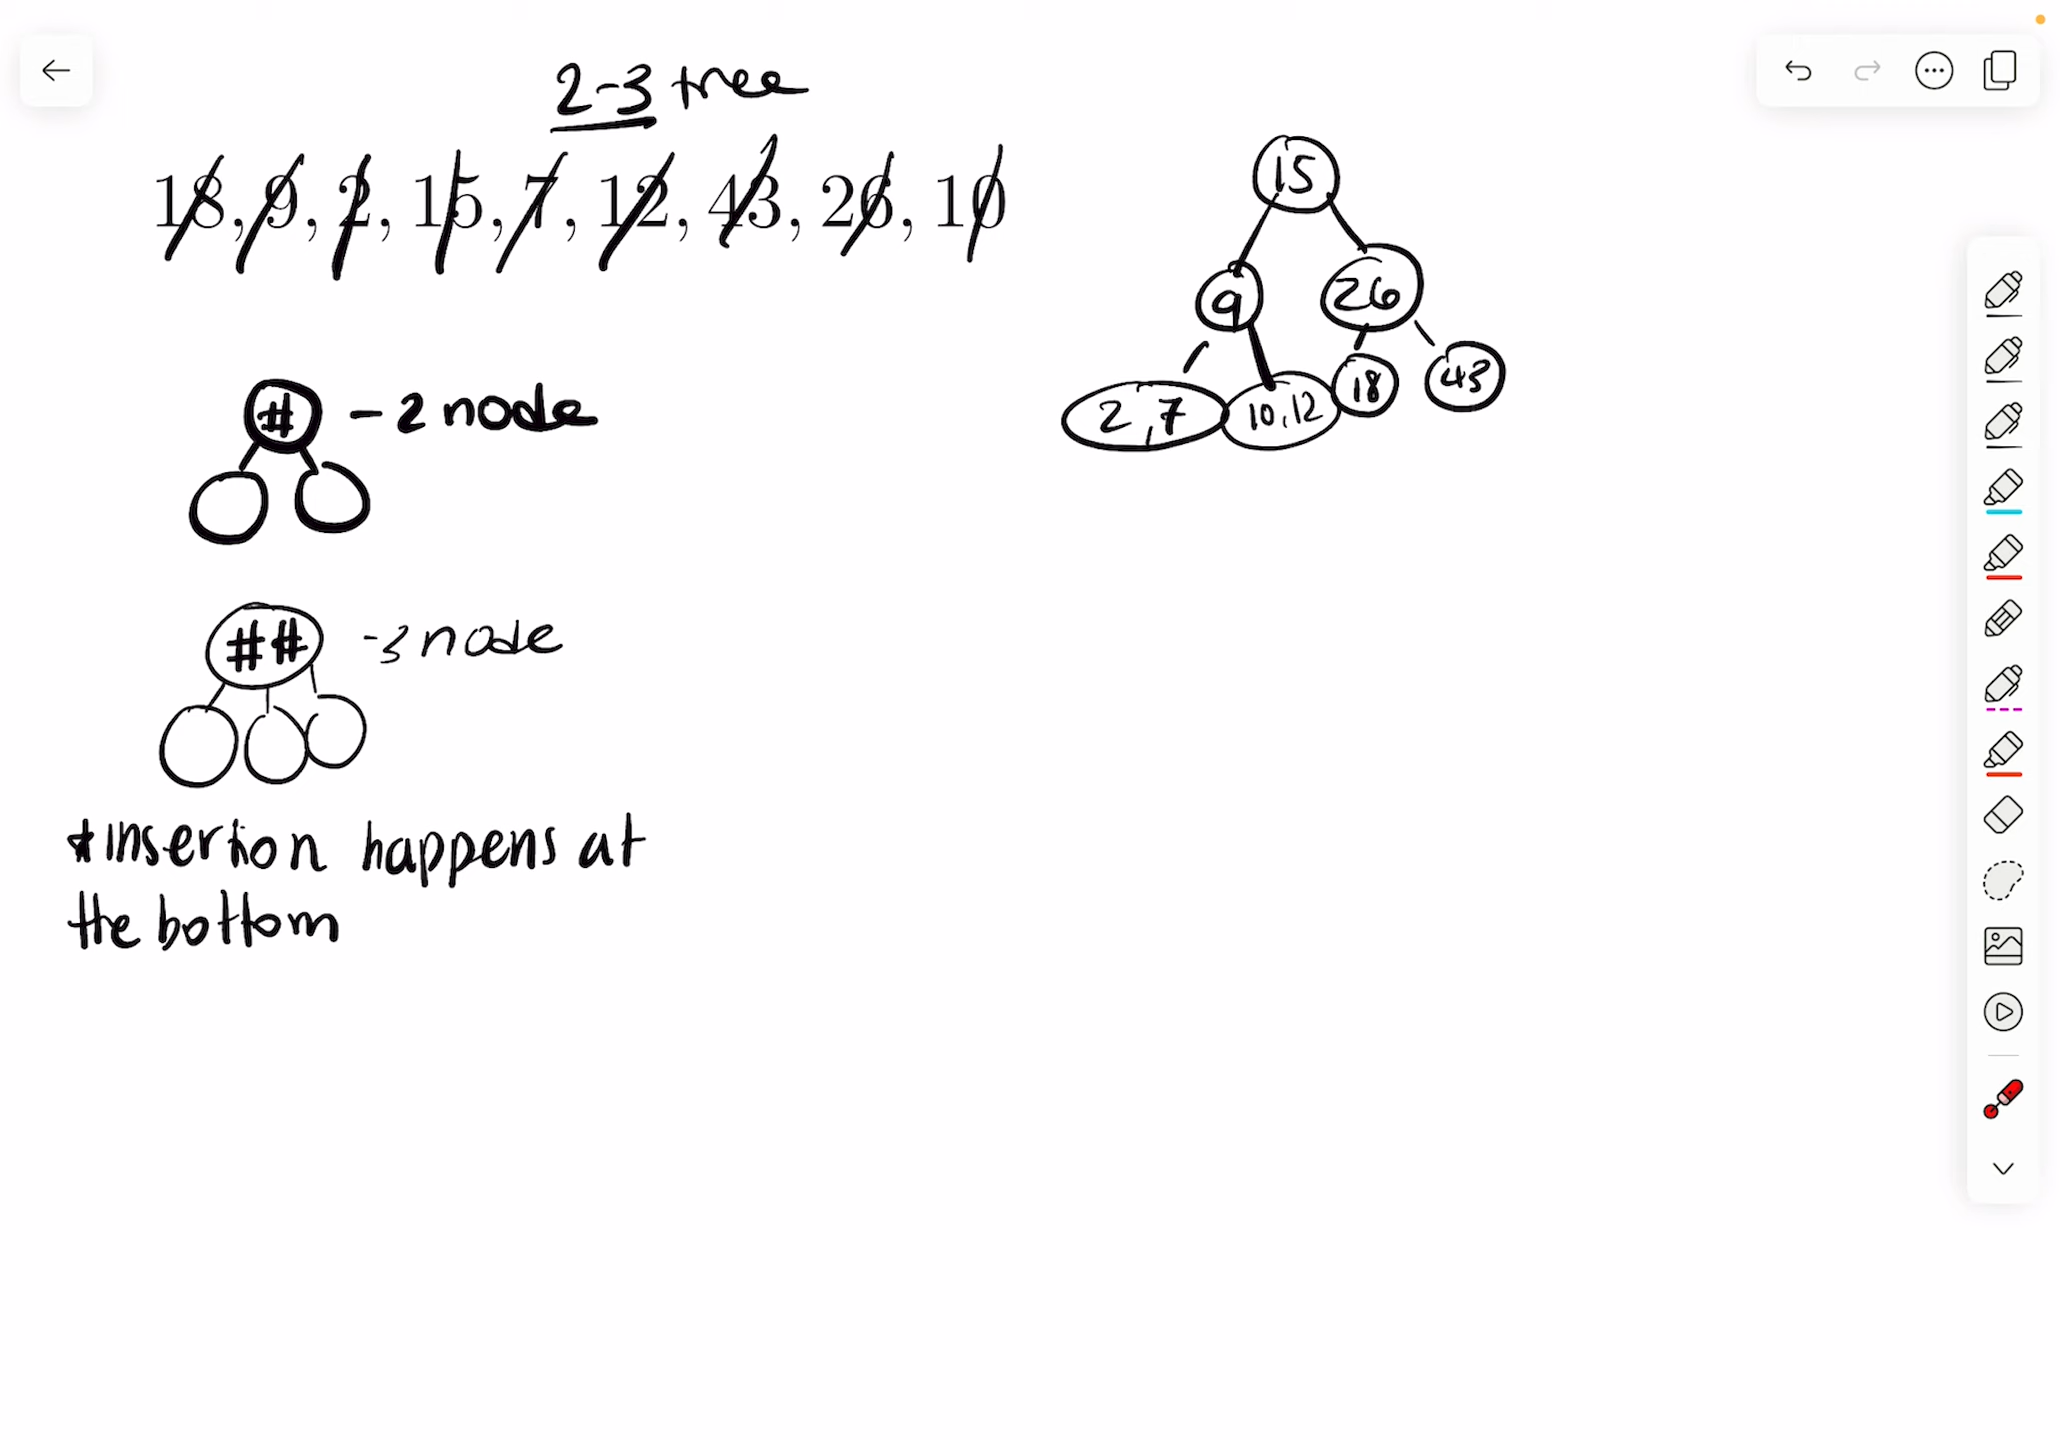 2-3 tree
18, 9, 2, 15, 7, 12, 43, 26, 10
15
9 26
2,7 10,12 18 43
# - 2 node
## - 3 node
*insertion happens at
the bottom